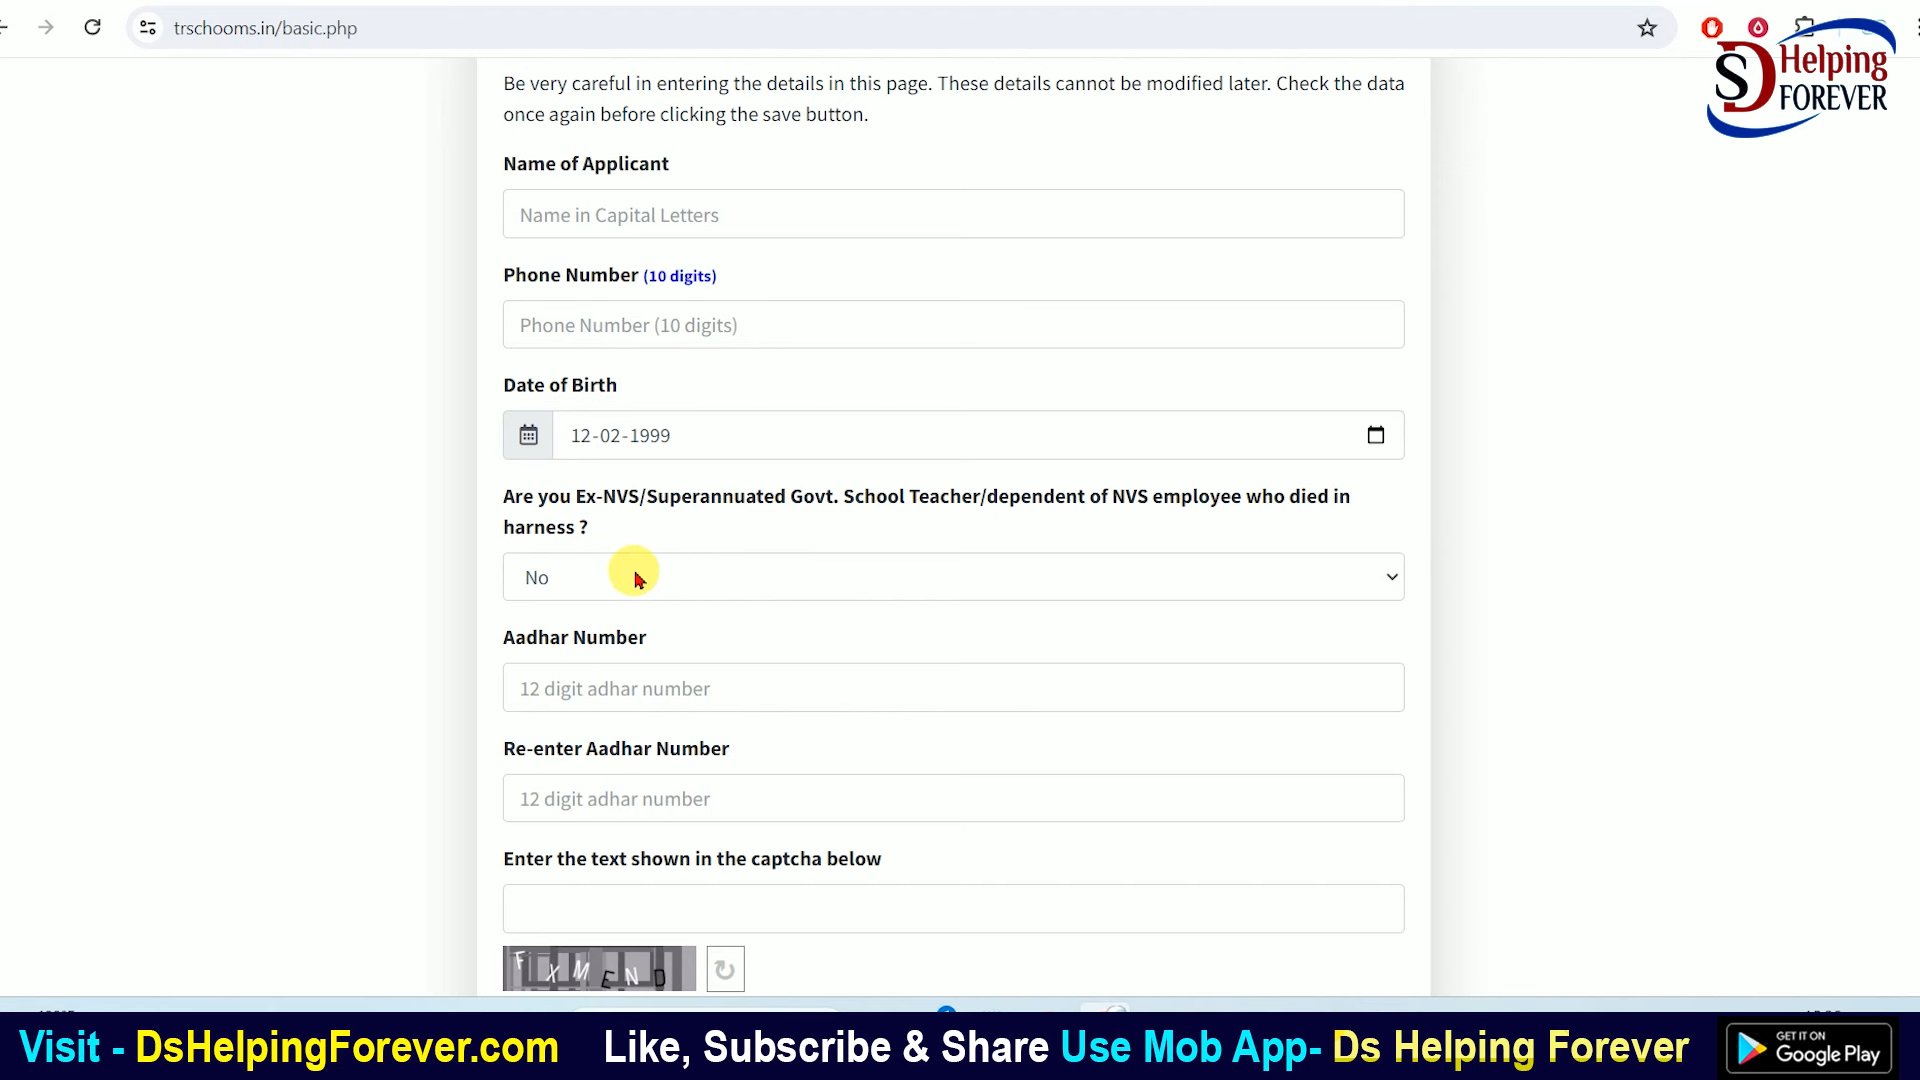 trschooms.in/basic.php
SD Helping
FOREVER
Be very careful in entering the details in this page. These details cannot be modified later. Check the data
once again before clicking the save button.
Name of Applicant
Name in Capital Letters
Phone Number (10 digits)
Phone Number (10 digits)
Date of Birth
12-02-1999
Are you Ex-NVS/Superannuated Govt. School Teacher/dependent of NVS employee who died in
harness ?
No
Aadhar Number
12 digit adhar number
Re-enter Aadhar Number
12 digit adhar number
Enter the text shown in the captcha below
FXMEND
Visit - DsHelpingForever.com Like, Subscribe & Share Use Mob App- Ds Helping Forever
GET IT ON
Google Play